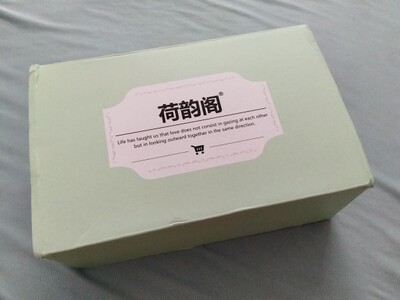 荷韵阁®
Life has taught us that love does not consist in gazing at each other
but in looking outward together in the same direction.